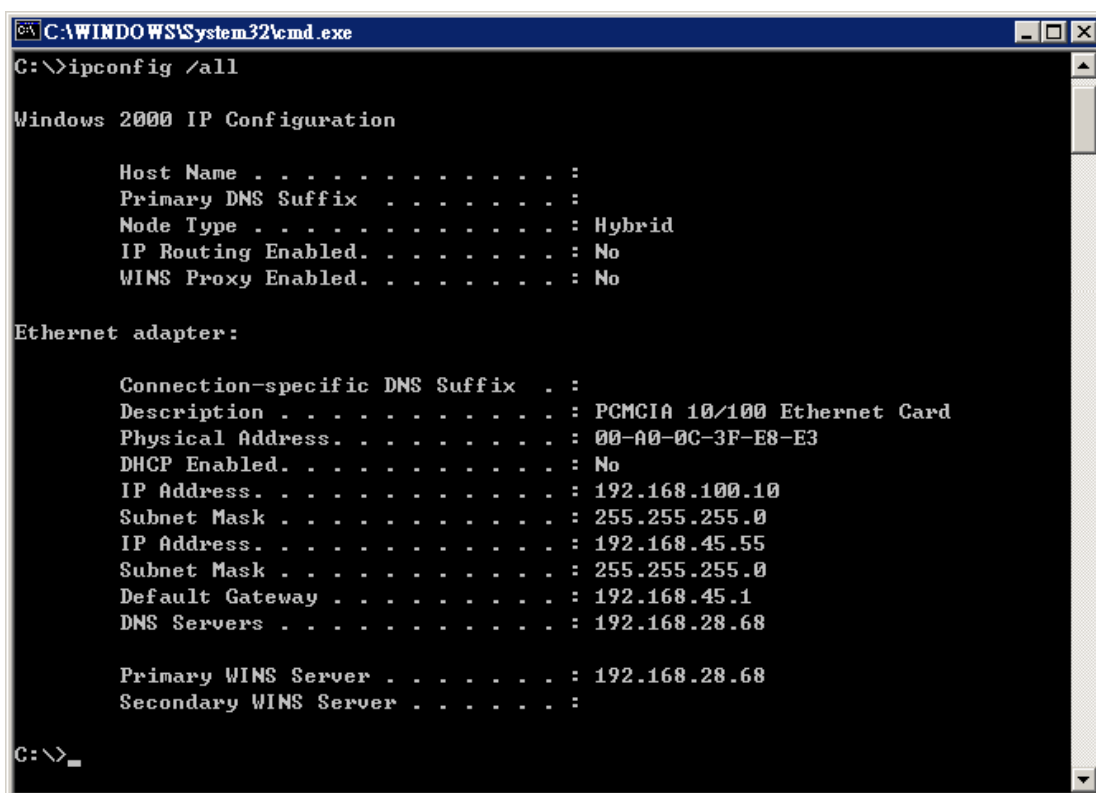 C:\WINDOWS\System32\cmd.exe
C:\>ipconfig /all
Windows 2000 IP Configuration
Host Name . . . . . . . . . . . . :
Primary DNS Suffix  . . . . . . . :
Node Type . . . . . . . . . . . . : Hybrid
IP Routing Enabled. . . . . . . . : No
WINS Proxy Enabled. . . . . . . . : No
Ethernet adapter:
Connection-specific DNS Suffix  . :
Description . . . . . . . . . . . : PCMCIA 10/100 Ethernet Card
Physical Address. . . . . . . . . : 00-A0-0C-3F-E8-E3
DHCP Enabled. . . . . . . . . . . : No
IP Address. . . . . . . . . . . . : 192.168.100.10
Subnet Mask . . . . . . . . . . . : 255.255.255.0
IP Address. . . . . . . . . . . . : 192.168.45.55
Subnet Mask . . . . . . . . . . . : 255.255.255.0
Default Gateway . . . . . . . . . : 192.168.45.1
DNS Servers . . . . . . . . . . . : 192.168.28.68
Primary WINS Server . . . . . . . : 192.168.28.68
Secondary WINS Server . . . . . . :
C:\>_